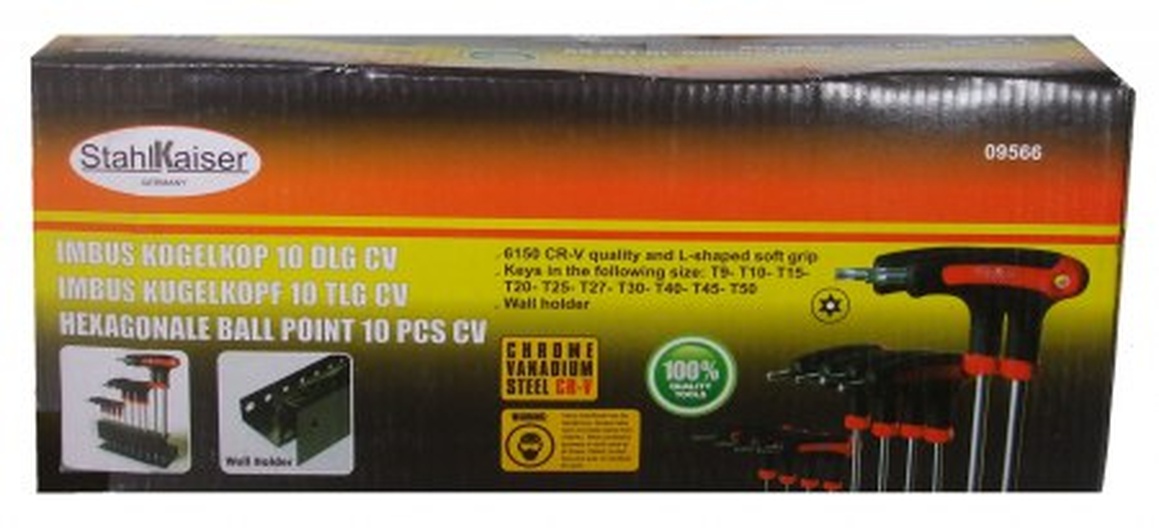 StahlKaiser
GERMANY
09566
IMBUS KOGELKOP 10 DLG CV
IMBUS KUGELKOPF 10 TLG CV
HEXAGONALE BALL POINT 10 PCS CV
. 6150 CR-V quality and L-shaped soft grip
. Keys in the following size: T9- T10- T15-
T20- T25- T27- T30- T40- T45- T50
. Wall holder
CHROME
VANADIUM
STEEL CR-V
100%
QUALITY
TOOLS
WARNING
Wall Holder